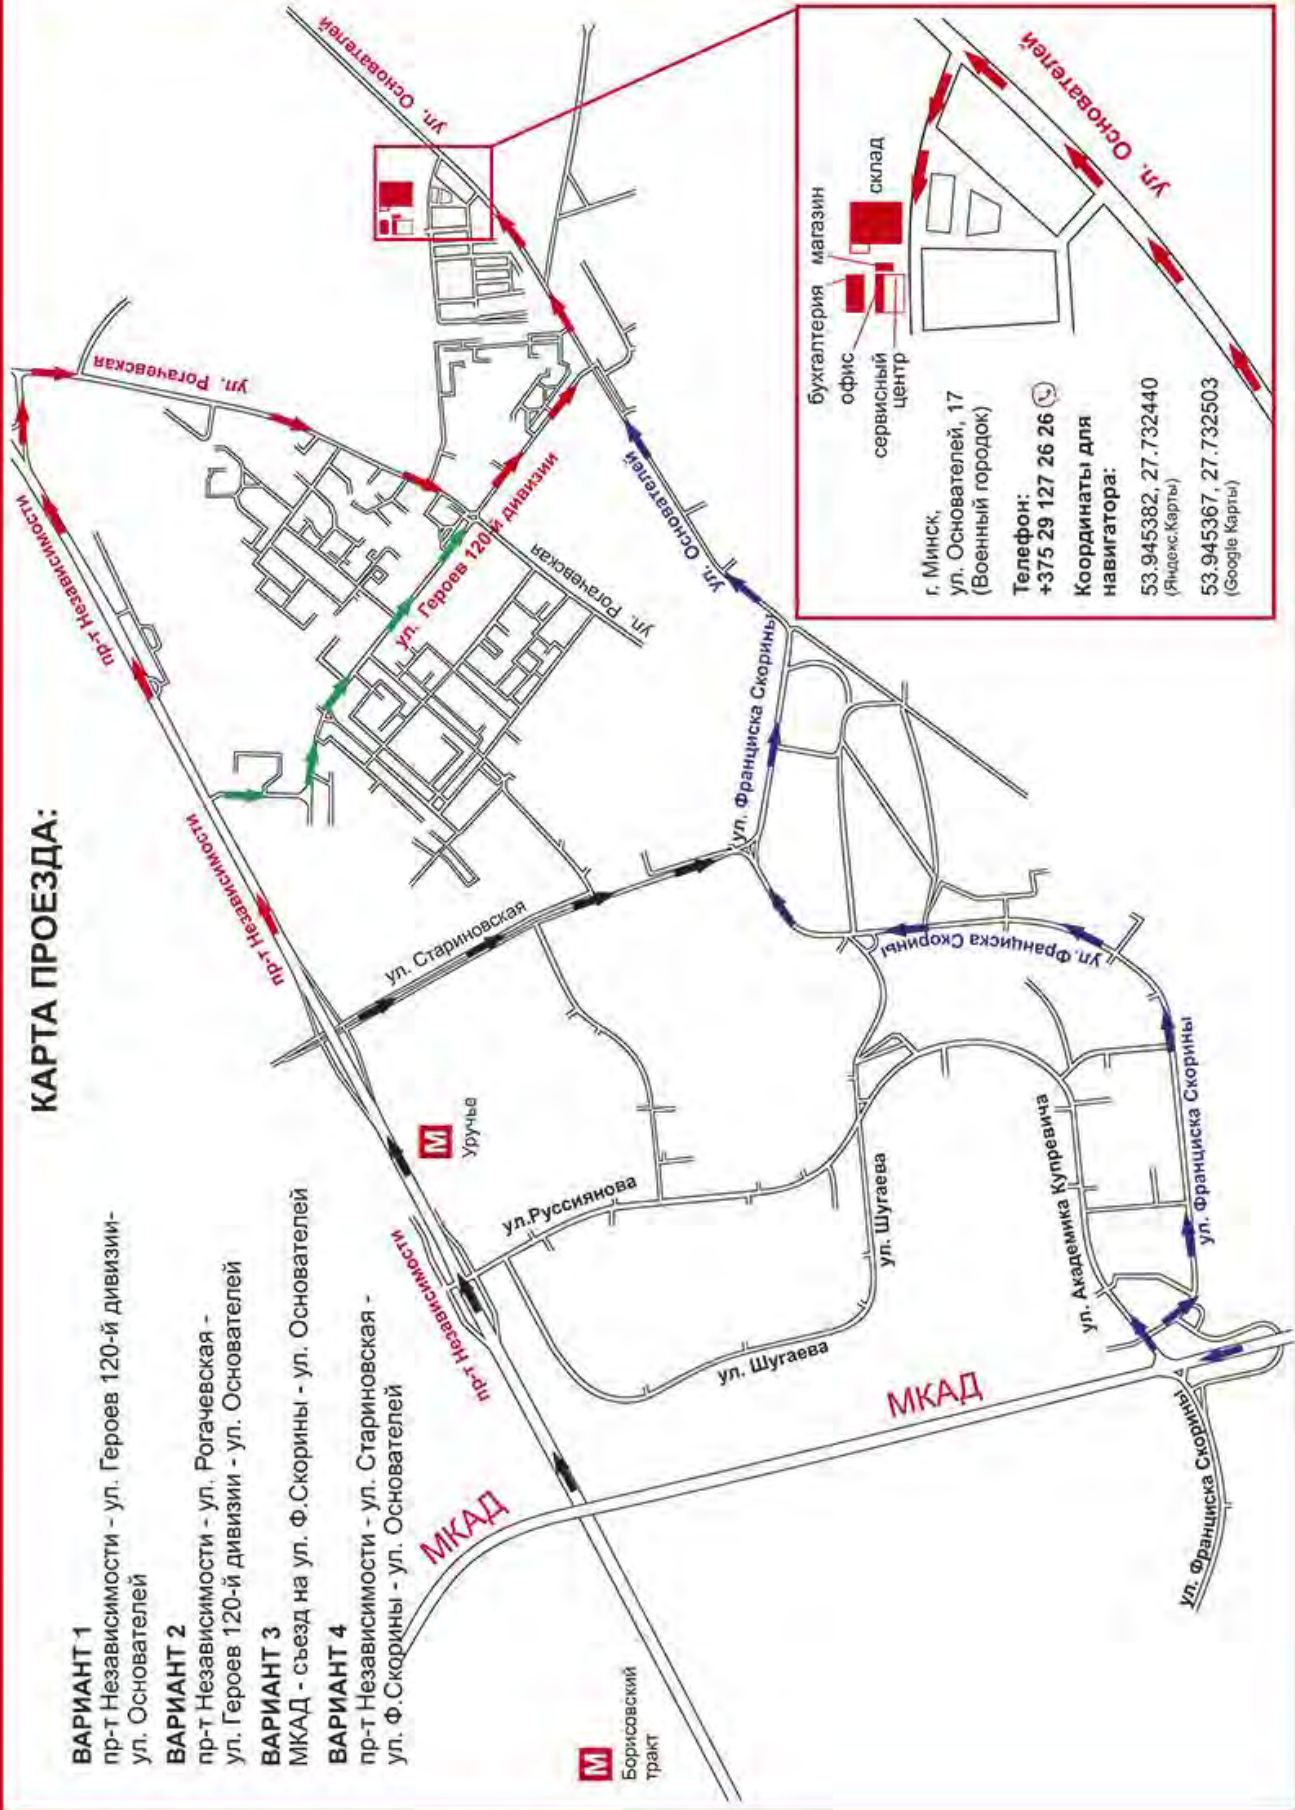 КАРТА ПРОЕЗДА:
ВАРИАНТ 1
пр-т Независимости - ул. Героев 120-й дивизии-
ул. Основателей
ВАРИАНТ 2
пр-т Независимости - ул. Рогачевская -
ул. Героев 120-й дивизии - ул. Основателей
ВАРИАНТ 3
МКАД - съезд на ул. Ф.Скорины - ул. Основателей
ВАРИАНТ 4
пр-т Независимости - ул. Стариновская -
ул. Ф.Скорины - ул. Основателей
М
Борисовский
тракт
МКАД
МКАД
пр-т Независимости
М
Уручье
пр-т Независимости
пр-т Независимости
ул. Рогачевская
ул. Основателей
ул. Героев 120-й дивизии
ул. Рогачевская
ул. Стариновская
ул.Руссиянова
ул. Шугаева
ул. Шугаева
ул. Академика Купревича
ул. Франциска Скорины
ул. Франциска Скорины
ул. Франциска Скорины
ул. Франциска Скорины
ул. Основателей
бухгалтерия
магазин
офис
склад
сервисный
центр
ул. Основателей
г. Минск,
ул. Основателей, 17
(Военный городок)
Телефон:
+375 29 127 26 26
Координаты для
навигатора:
53.945382, 27.732440
(Яндекс.Карты)
53.945367, 27.732503
(Google Карты)